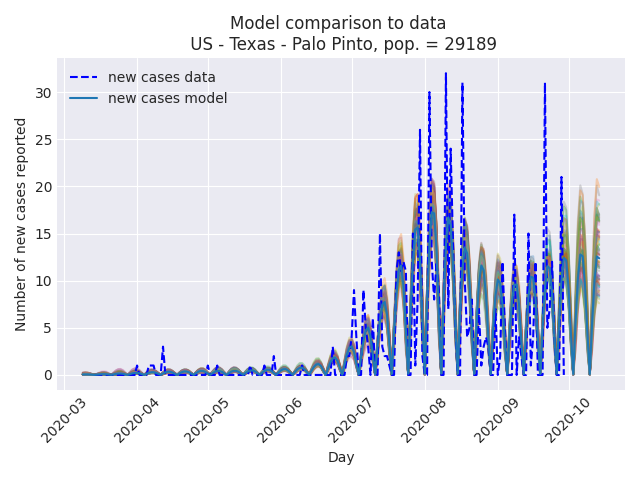 Model comparison to data
US - Texas - Palo Pinto, pop. = 29189
new cases data
new cases model
Number of new cases reported
30
25
20
15
10
5
0
2020-03
2020-04
2020-05
2020-06
2020-07
2020-08
2020-09
2020-10
Day